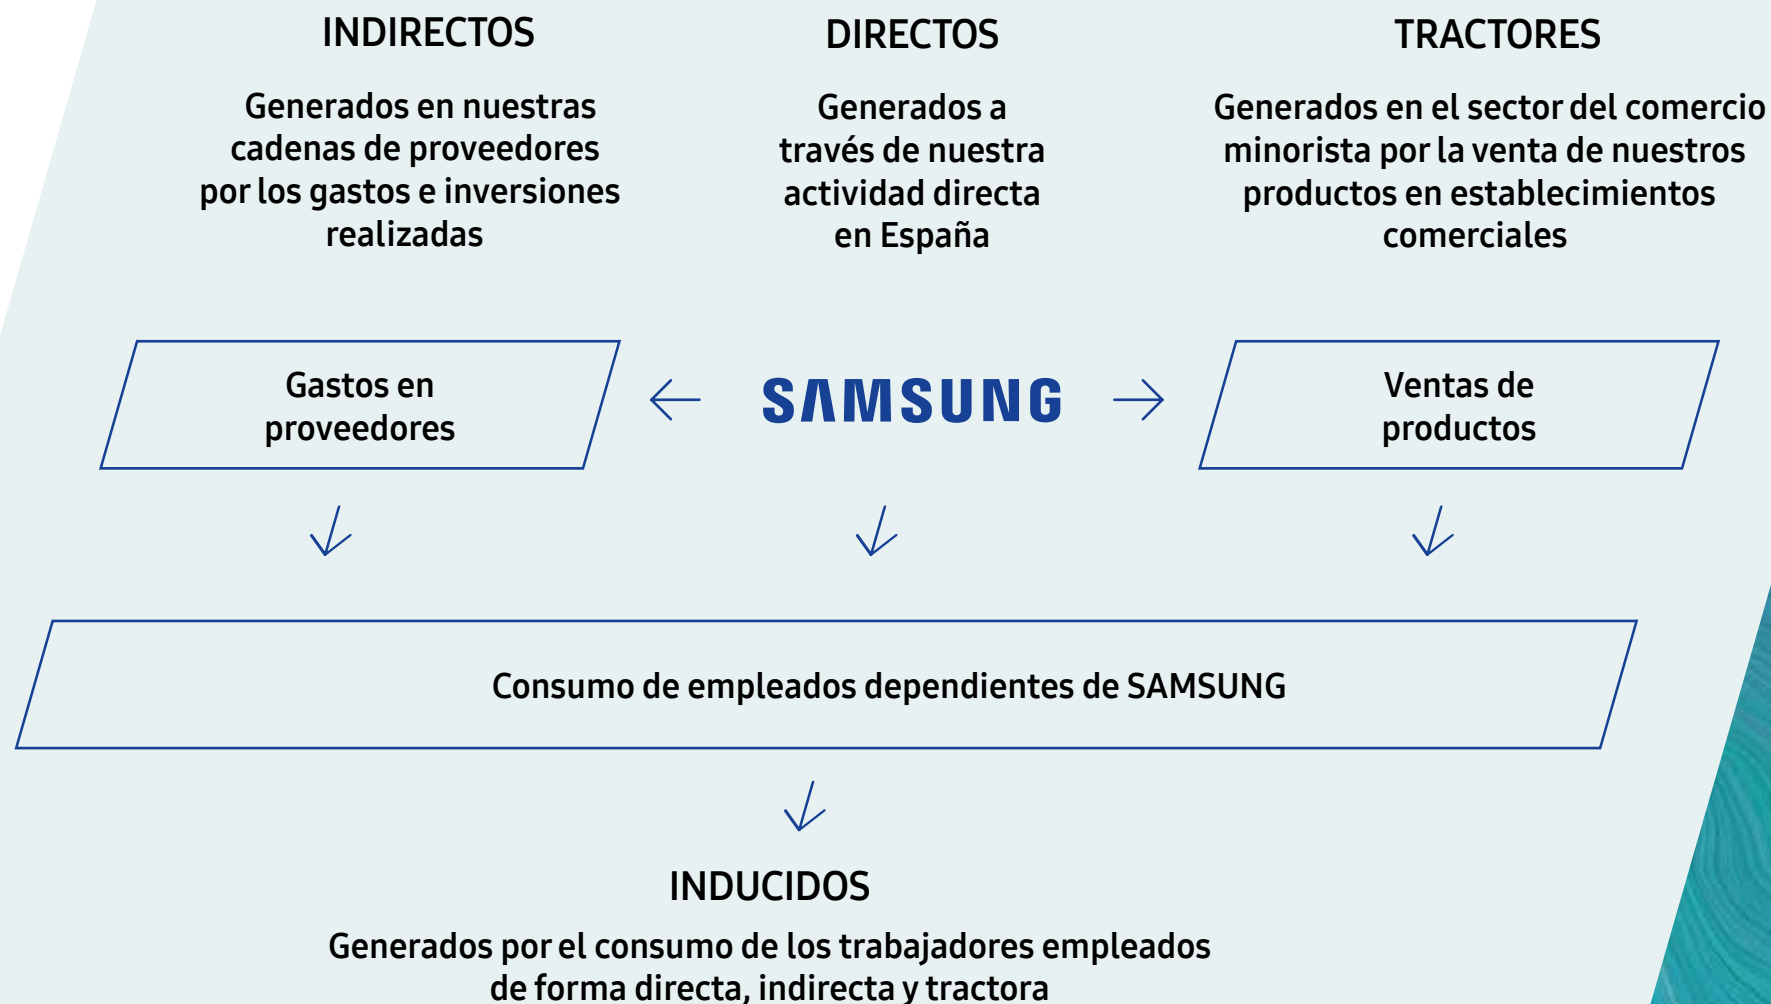 INDIRECTOS
Generados en nuestras
cadenas de proveedores
por los gastos e inversiones
realizadas
DIRECTOS
Generados a
través de nuestra
actividad directa
en España
TRACTORES
Generados en el sector del comercio
minorista por la venta de nuestros
productos en establecimientos
comerciales
Gastos en
proveedores
SAMSUNG
Ventas de
productos
Consumo de empleados dependientes de SAMSUNG
INDUCIDOS
Generados por el consumo de los trabajadores empleados
de forma directa, indirecta y tractora